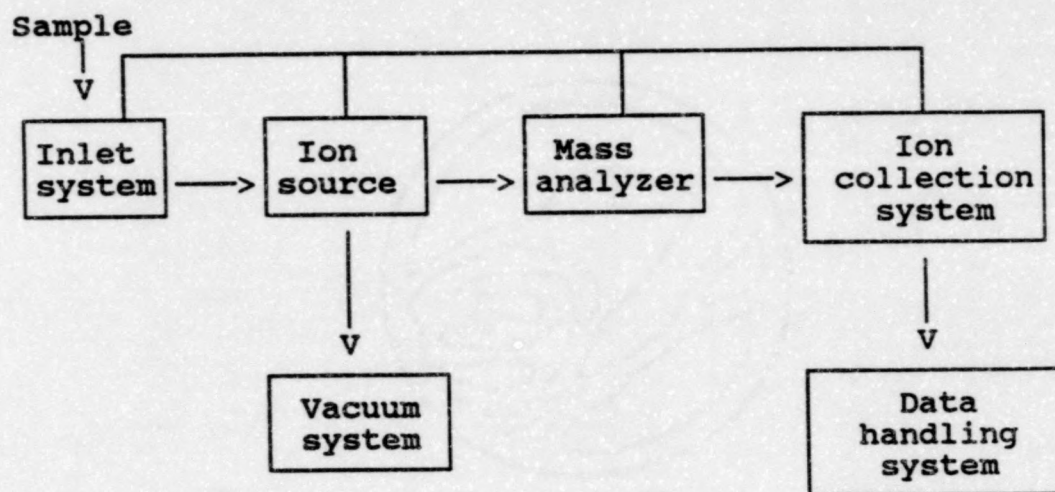 Sample
Inlet
system
Ion
source
Mass
analyzer
Ion
collection
system
Vacuum
system
Data
handling
system